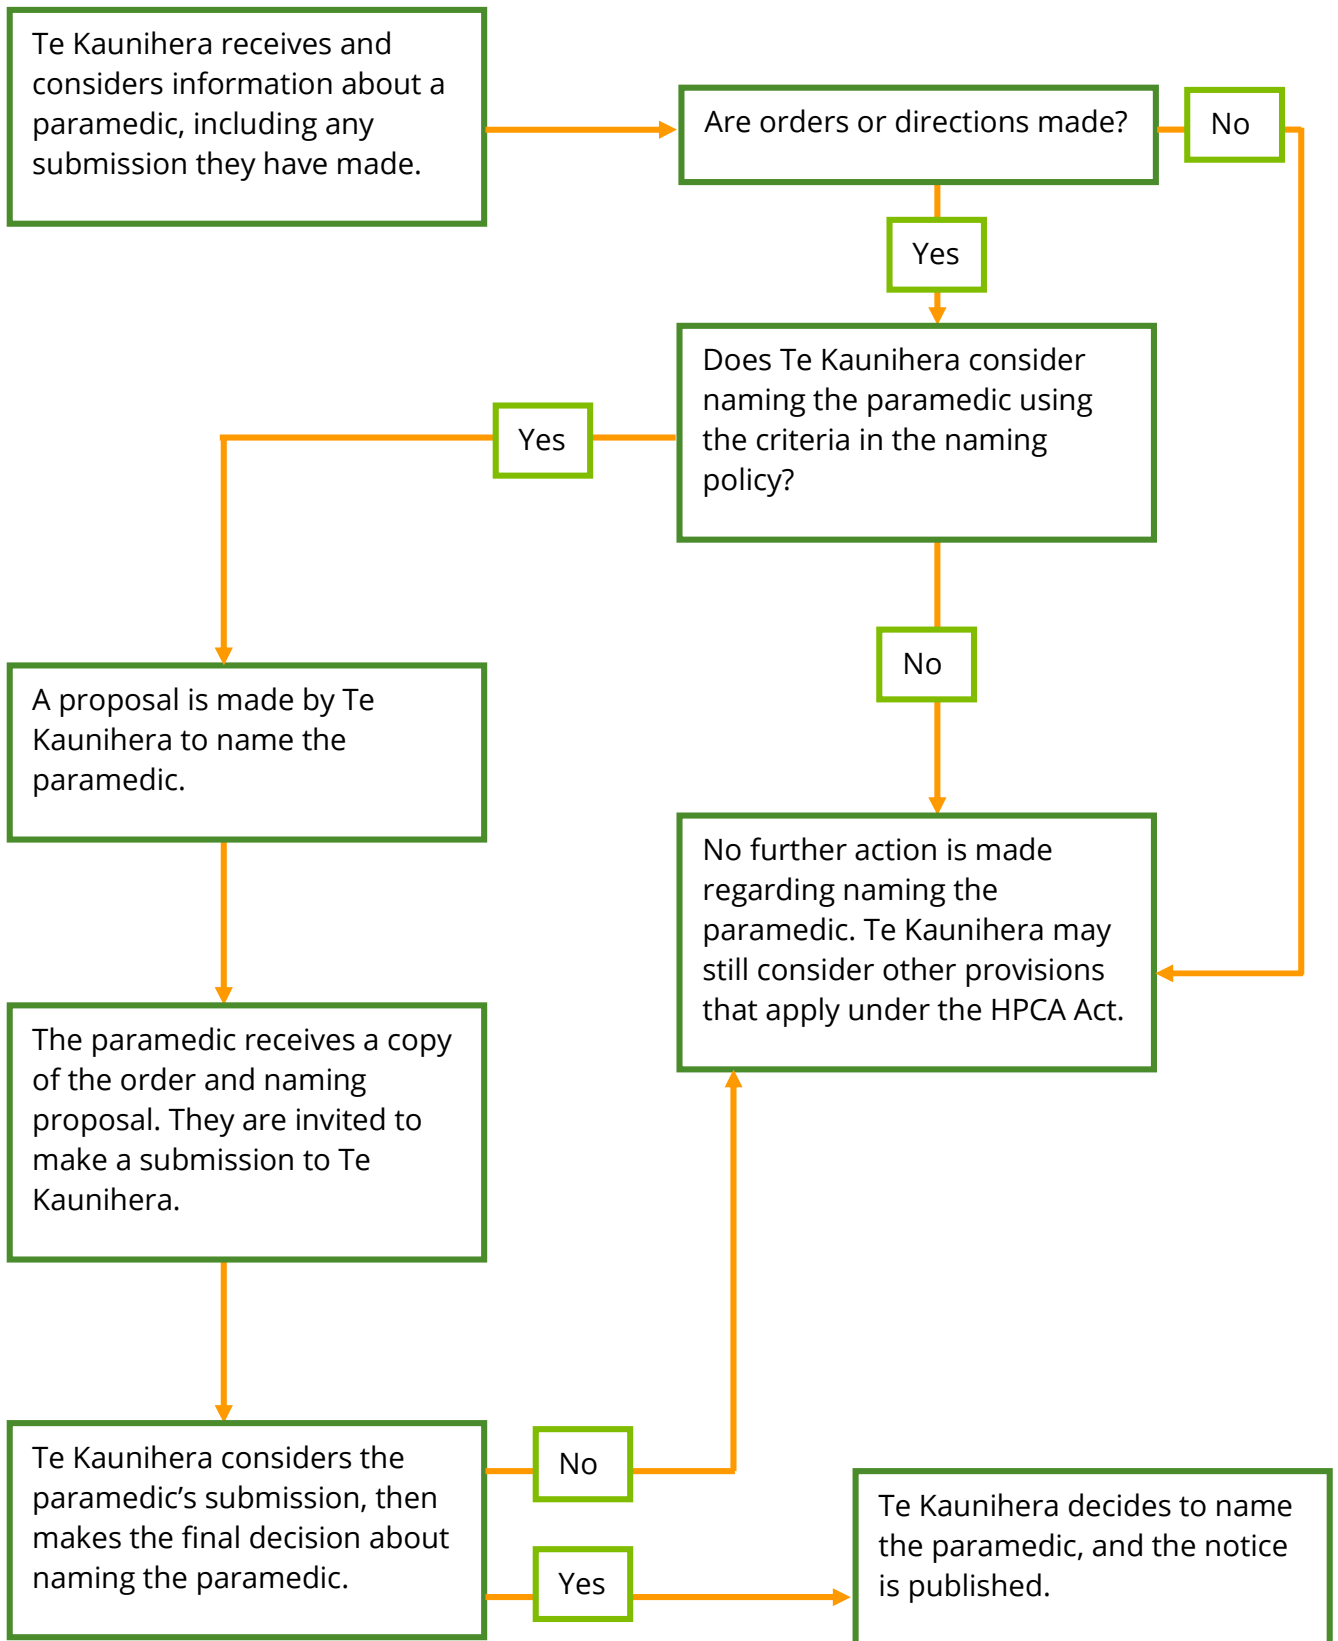 Te Kaunihera receives and
considers information about a
paramedic, including any
submission they have made.
Are orders or directions made?
No
Yes
Does Te Kaunihera consider
naming the paramedic using
the criteria in the naming
policy?
Yes
No
A proposal is made by Te
Kaunihera to name the
paramedic.
No further action is made
regarding naming the
paramedic. Te Kaunihera may
still consider other provisions
that apply under the HPCA Act.
The paramedic receives a copy
of the order and naming
proposal. They are invited to
make a submission to Te
Kaunihera.
Te Kaunihera considers the
paramedic’s submission, then
makes the final decision about
naming the paramedic.
No
Yes
Te Kaunihera decides to name
the paramedic, and the notice
is published.